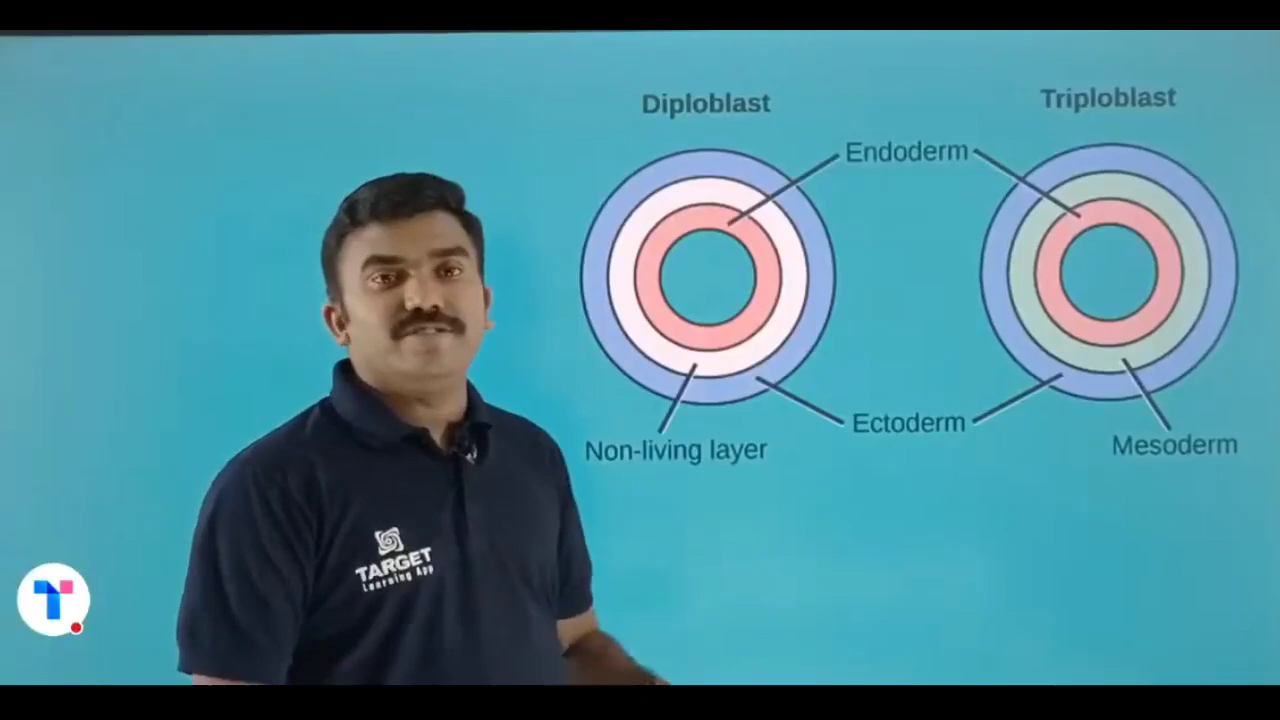 Diploblast
Triploblast
Endoderm
Ectoderm
Non-living layer
Mesoderm
TARGET
Learning App
T